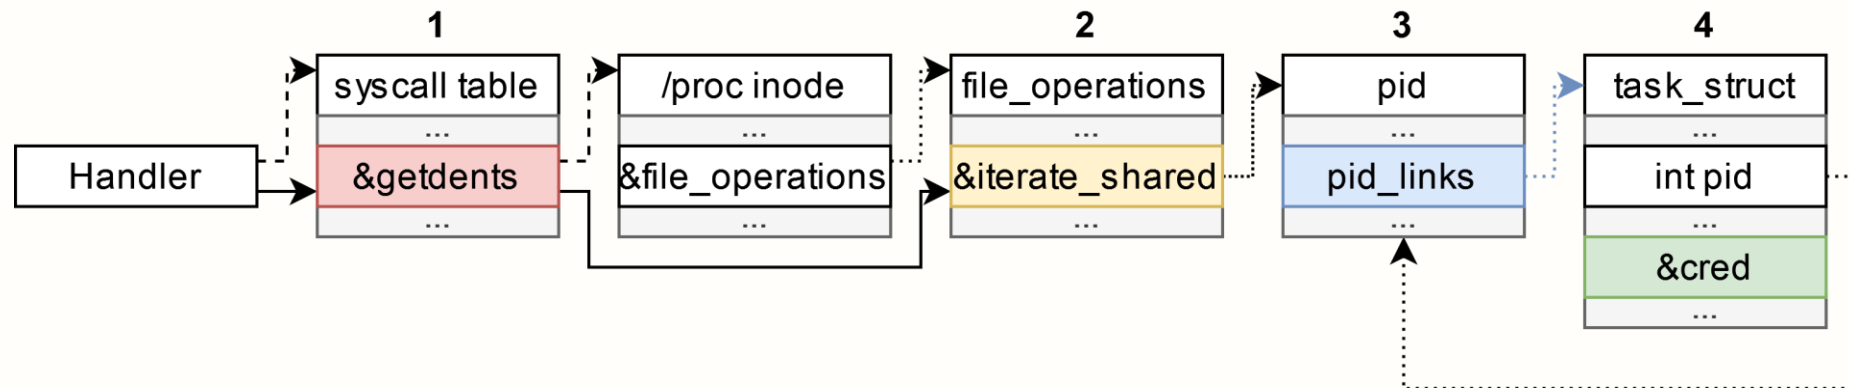 1
2
3
4
syscall table
/proc inode
file_operations
pid
task_struct
...
...
...
...
...
Handler
&getdents
&file_operations
&iterate_shared
pid_links
int pid
...
...
...
...
...
&cred
...